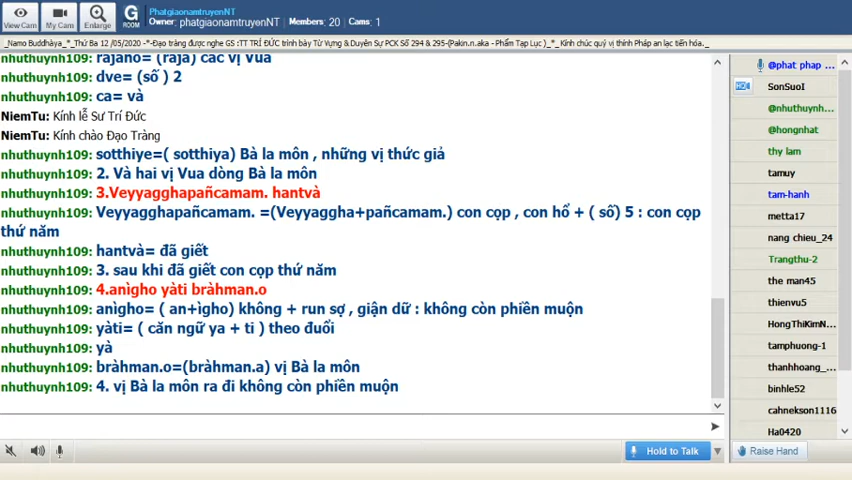 View Cam
My Cam
Enlarge
G
ROOM
PhatgiaonamtruyenNT
Owner: phatgiaonamtruyenNT | Members: 20 | Cams: 1
_Namo Buddhàya_*_Thứ Ba 12 /05/2020 -*-Đạo tràng được nghe GS :TT TRÍ ĐỨC trình bày Từ Vựng &Duyên Sự PCK Số 294 & 295-(Pakin.n.aka - Phẩm Tạp Lục )_*_ Kính chúc quý vị thính Pháp an lạc tiến hóa._
nhuthuynh109: rajàno= (raja) các vị Vua
nhuthuynh109: dve= (số ) 2
nhuthuynh109: ca= và
NiemTu: Kính lễ Sư Trí Đức
NiemTu: Kính chào Đạo Tràng
nhuthuynh109: sotthiye=( sotthiya) Bà la môn , những vị thức giả
nhuthuynh109: 2. Và hai vị Vua dòng Bà la môn
nhuthuynh109: 3.Veyyagghapañcamam. hantvà
nhuthuynh109: Veyyagghapañcamam. =(Veyyaggha+pañcamam.) con cọp , con hổ + ( số) 5 : con cọp
thứ năm
nhuthuynh109: hantvà= đã giết
nhuthuynh109: 3. sau khi đã giết con cọp thứ năm
nhuthuynh109: 4.anìgho yàti bràhman.o
nhuthuynh109: anìgho= ( an+ìgho) không + run sợ , giận dữ : không còn phiền muộn
nhuthuynh109: yàti= ( căn ngữ ya + ti ) theo đuổi
nhuthuynh109: yà
nhuthuynh109: bràhman.o=(bràhman.a) vị Bà la môn
nhuthuynh109: 4. vị Bà la môn ra đi không còn phiền muộn
@phat phap ...
HD
SonSuoI
@nhuthuynh...
@hongnhat
thy lam
tamuy
tam-hanh
metta17
nang chieu_24
Trangthu-2
the man45
thienvu5
HongThiKimN...
tamphuong-1
thanhhoang_...
binhle52
cahnekson1116
Ha0420
Hold to Talk
Raise Hand